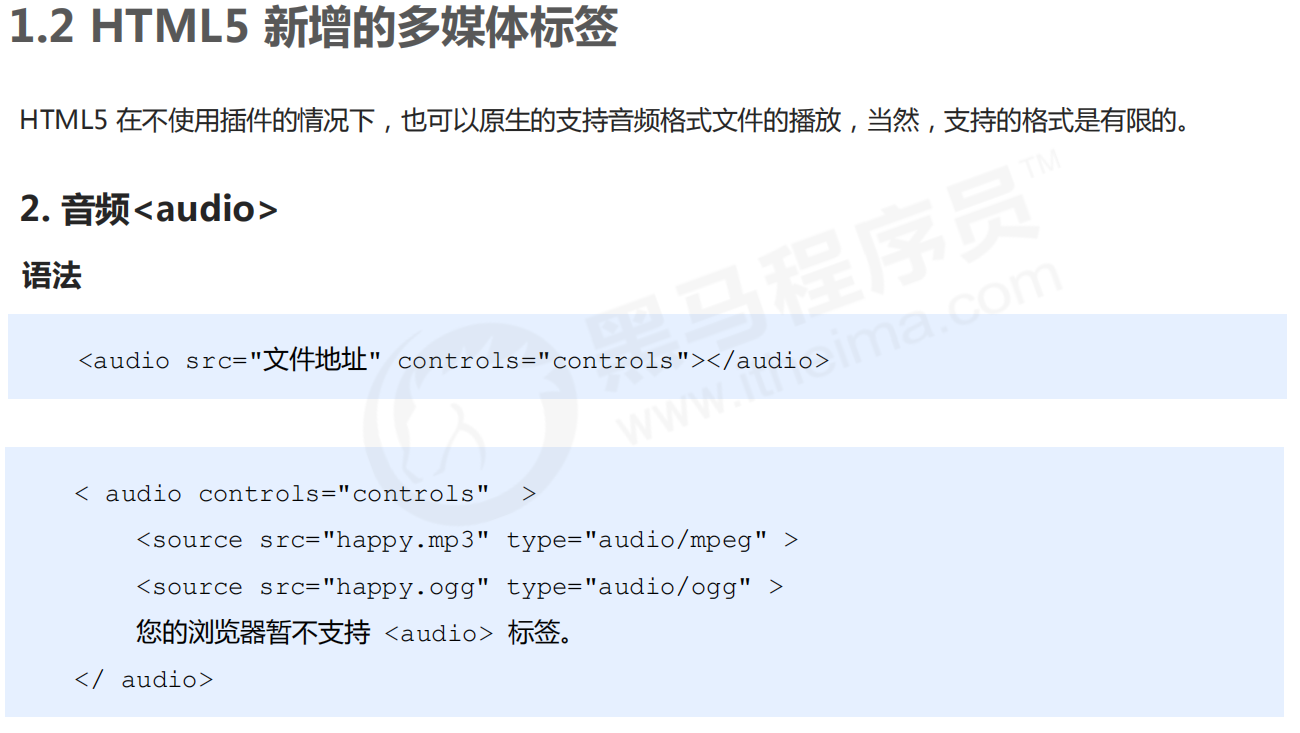 1.2 HTML5 新增的多媒体标签
HTML5 在不使用插件的情况下，也可以原生的支持音频格式文件的播放，当然，支持的格式是有限的。
2. 音频<audio>
语法
<audio src="文件地址" controls="controls"></audio>
< audio controls="controls"  >
<source src="happy.mp3" type="audio/mpeg" >
<source src="happy.ogg" type="audio/ogg" >
您的浏览器暂不支持 <audio> 标签。
</ audio>
黑马程序员™
www.itheima.com